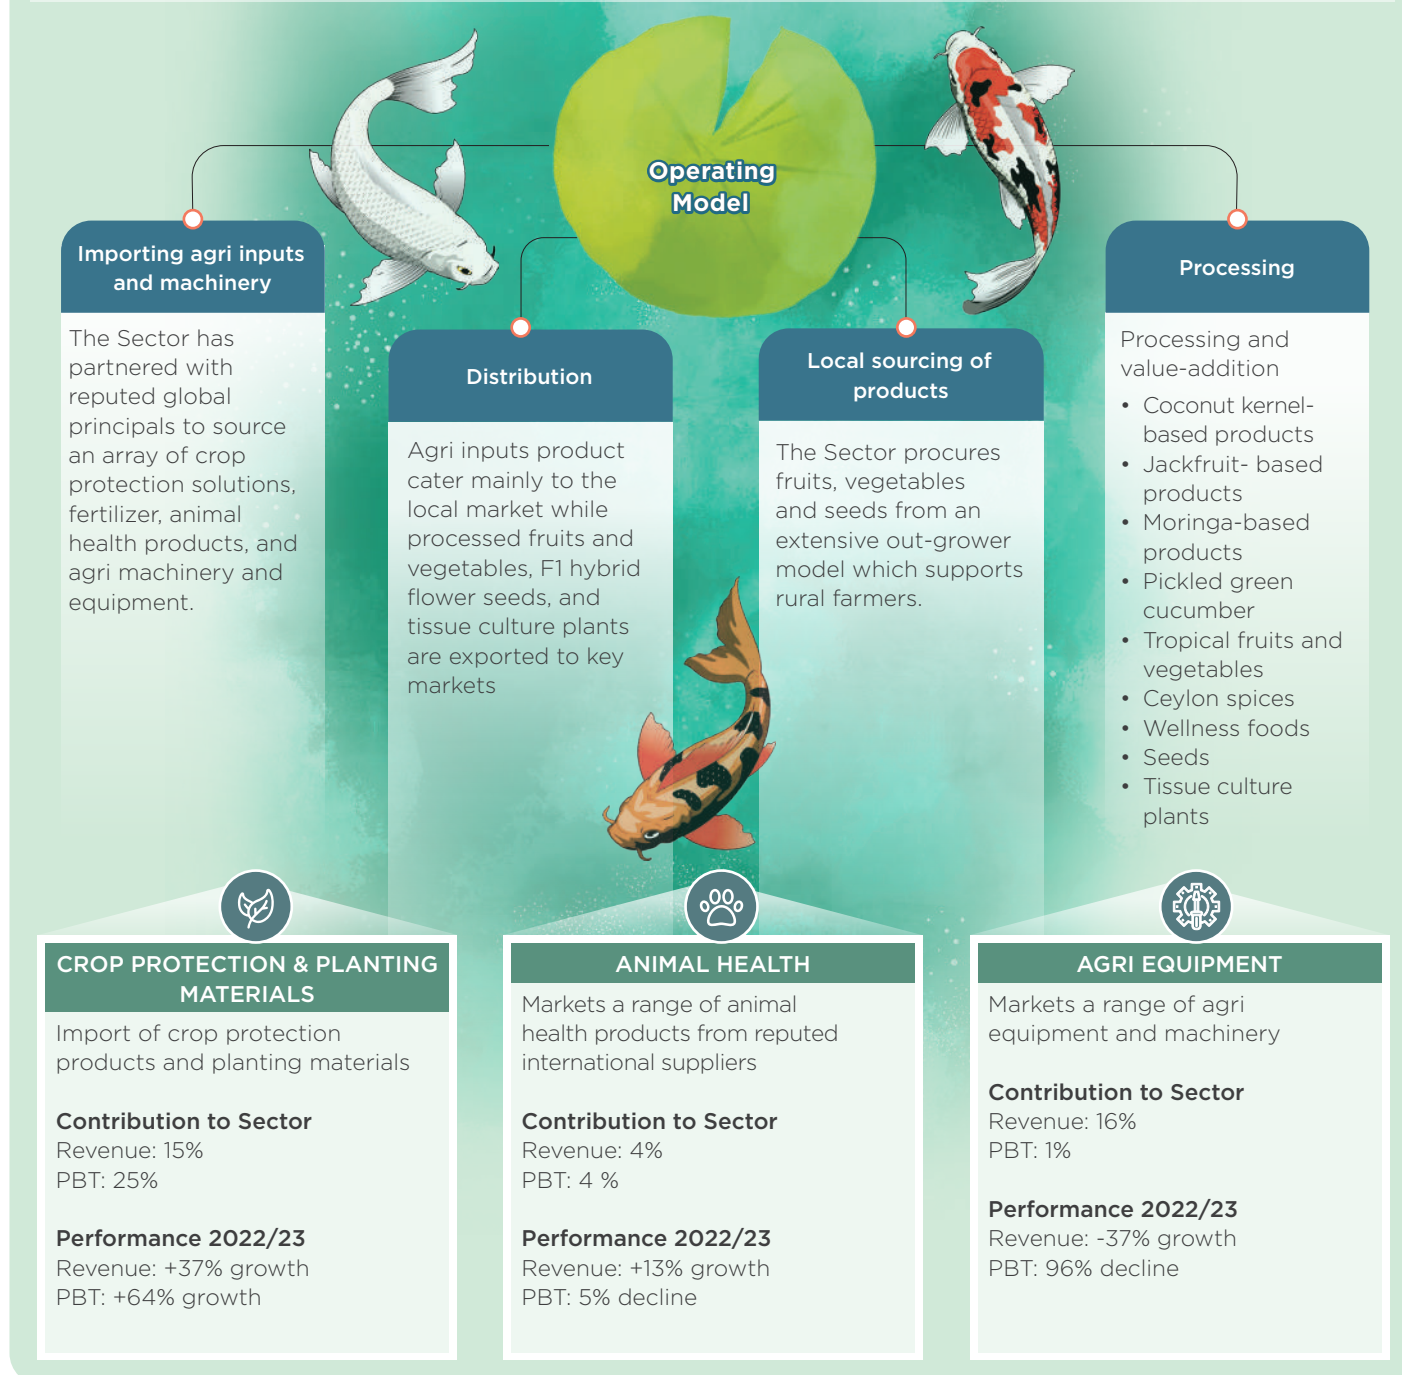 Operating
Model
Importing agri inputs
and machinery
The Sector has
partnered with
reputed global
principals to source
an array of crop
protection solutions,
fertilizer, animal
health products, and
agri machinery and
equipment.
Distribution
Agri inputs product
cater mainly to the
local market while
processed fruits and
vegetables, F1 hybrid
flower seeds, and
tissue culture plants
are exported to key
markets
Local sourcing of
products
The Sector procures
fruits, vegetables
and seeds from an
extensive out-grower
model which supports
rural farmers.
Processing
Processing and
value-addition
• Coconut kernel-
based products
• Jackfruit- based
products
• Moringa-based
products
• Pickled green
cucumber
• Tropical fruits and
vegetables
• Ceylon spices
• Wellness foods
• Seeds
• Tissue culture
plants
CROP PROTECTION & PLANTING
MATERIALS
Import of crop protection
products and planting materials
Contribution to Sector
Revenue: 15%
PBT: 25%
Performance 2022/23
Revenue: +37% growth
PBT: +64% growth
ANIMAL HEALTH
Markets a range of animal
health products from reputed
international suppliers
Contribution to Sector
Revenue: 4%
PBT: 4 %
Performance 2022/23
Revenue: +13% growth
PBT: 5% decline
AGRI EQUIPMENT
Markets a range of agri
equipment and machinery
Contribution to Sector
Revenue: 16%
PBT: 1%
Performance 2022/23
Revenue: -37% growth
PBT: 96% decline